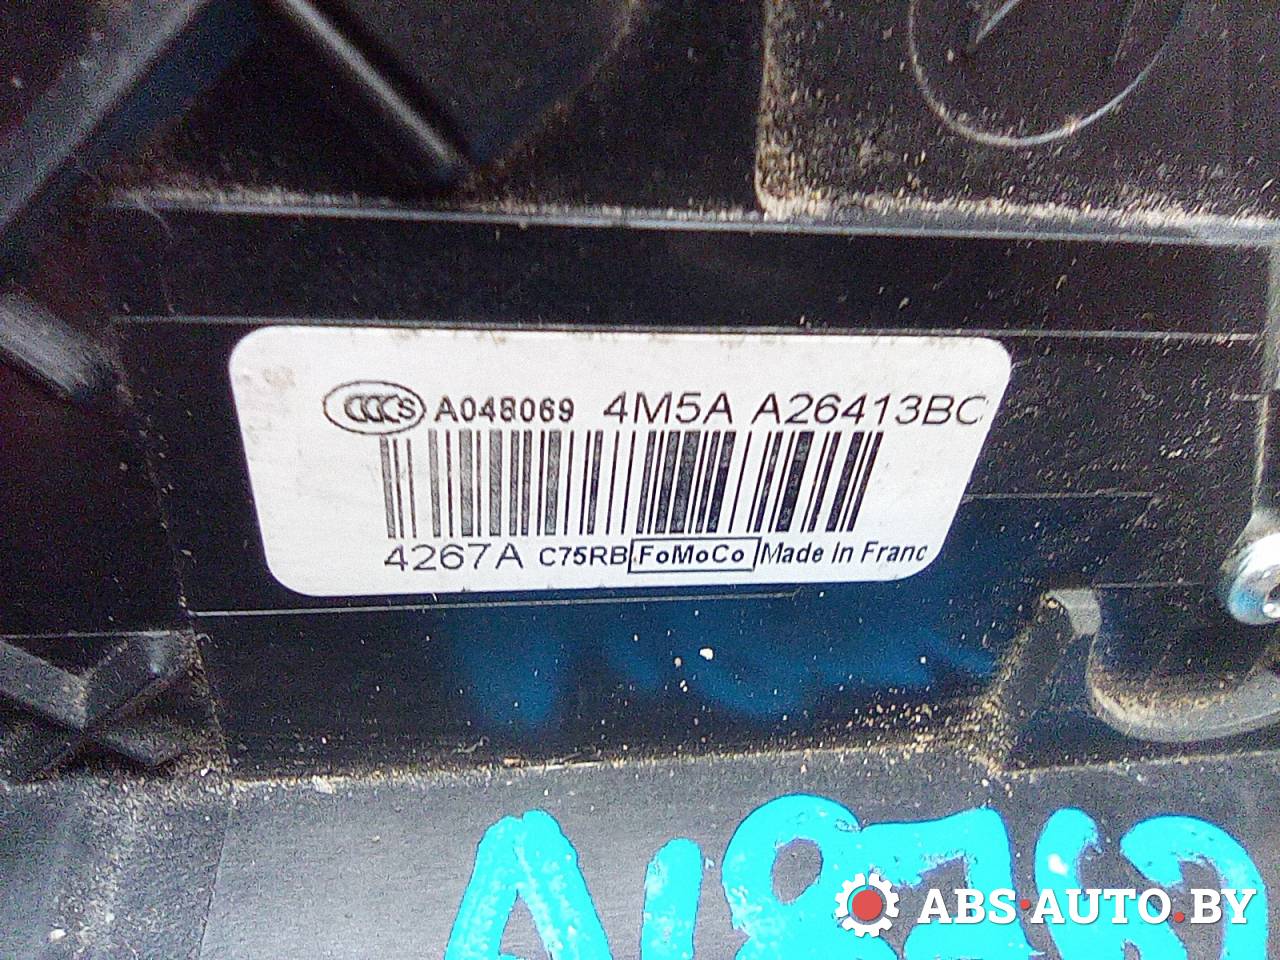 CCCS A048069 4M5A A26413BC
4267A C75RB FoMoCo Made In Franc
ABS.AUTO.BY